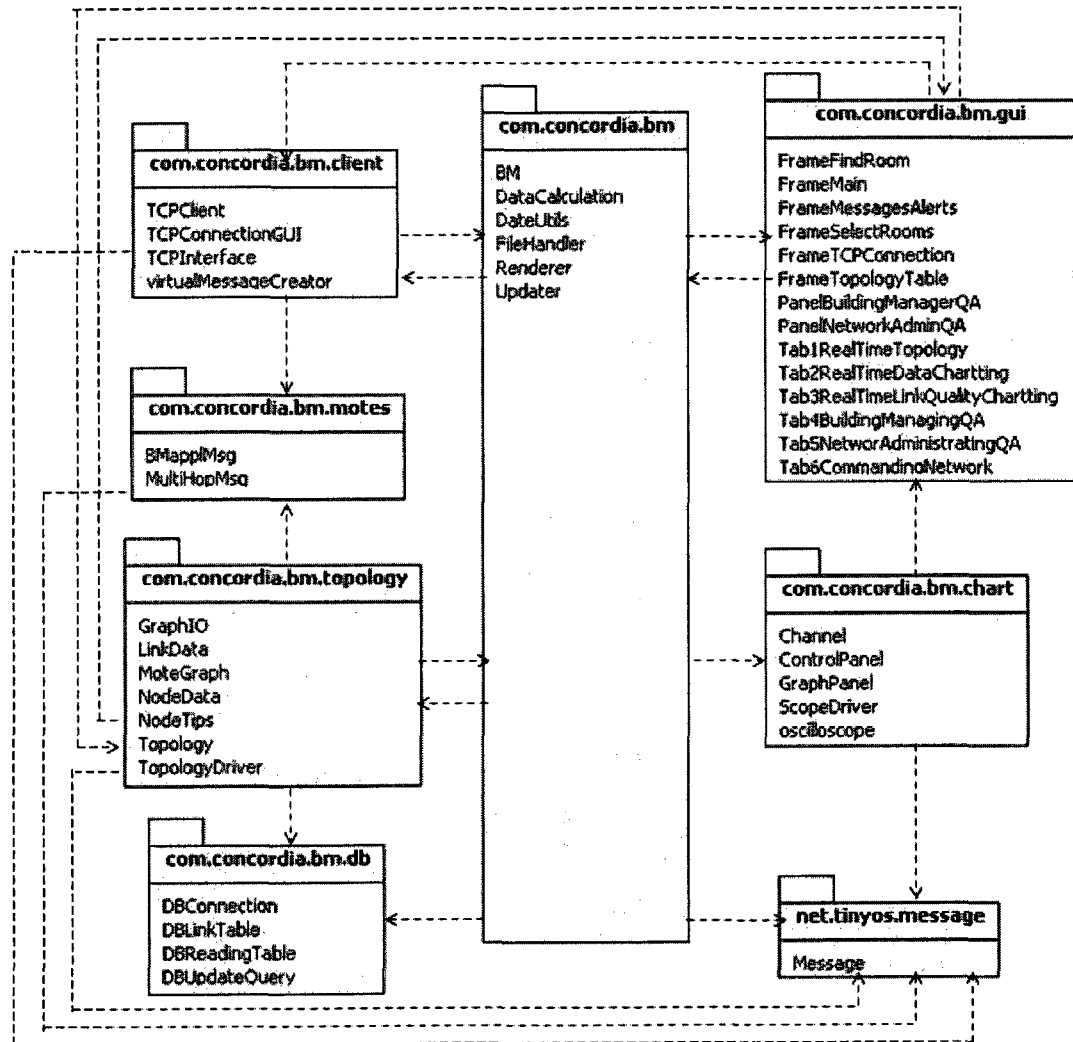 com.concordia.bm.client
TCPClient
TCPConnectionGUI
TCPInterface
virtualMessageCreator
com.concordia.bm
BM
DataCalculation
DateUtils
FileHandler
Renderer
Updater
com.concordia.bm.gui
FrameFindRoom
FrameMain
FrameMessagesAlerts
FrameSelectRooms
FrameTCPConnection
FrameTopologyTable
PanelBuildingManagerQA
PanelNetworkAdminQA
Tab1RealTimeTopology
Tab2RealTimeDataChartting
Tab3RealTimeLinkQualityChartting
Tab4BuildingManagingQA
Tab5NetworAdministratingQA
Tab6CommandingNetwork
com.concordia.bm.motes
BMapplMsg
MultiHopMsg
com.concordia.bm.topology
GraphIO
LinkData
MoteGraph
NodeData
NodeTips
Topology
TopologyDriver
com.concordia.bm.chart
Channel
ControlPanel
GraphPanel
ScopeDriver
oscilloscope
com.concordia.bm.db
DBConnection
DBLinkTable
DBReadingTable
DBUpdateQuery
net.tinyos.message
Message